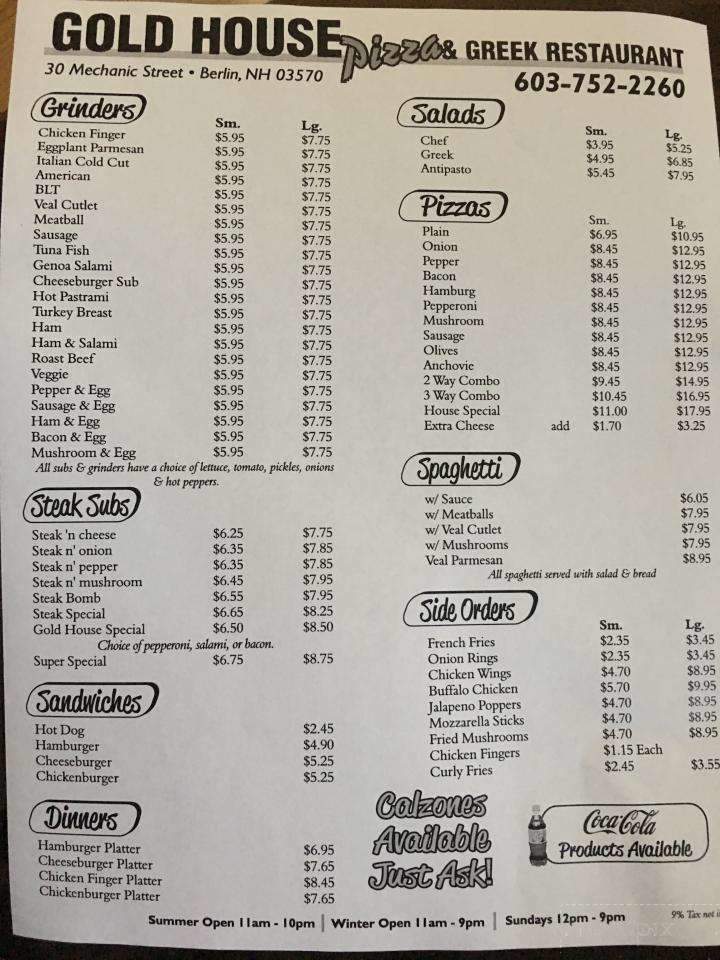 GOLD HOUSE Pizza & GREEK RESTAURANT
30 Mechanic Street • Berlin, NH 03570
603-752-2260
Grinders
Sm. Lg.
Chicken Finger $5.95 $7.75
Eggplant Parmesan $5.95 $7.75
Italian Cold Cut $5.95 $7.75
American $5.95 $7.75
BLT $5.95 $7.75
Veal Cutlet $5.95 $7.75
Meatball $5.95 $7.75
Sausage $5.95 $7.75
Tuna Fish $5.95 $7.75
Genoa Salami $5.95 $7.75
Cheeseburger Sub $5.95 $7.75
Hot Pastrami $5.95 $7.75
Turkey Breast $5.95 $7.75
Ham $5.95 $7.75
Ham & Salami $5.95 $7.75
Roast Beef $5.95 $7.75
Veggie $5.95 $7.75
Pepper & Egg $5.95 $7.75
Sausage & Egg $5.95 $7.75
Ham & Egg $5.95 $7.75
Bacon & Egg $5.95 $7.75
Mushroom & Egg $5.95 $7.75
All subs & grinders have a choice of lettuce, tomato, pickles, onions
& hot peppers.
Steak Subs
Steak 'n cheese $6.25 $7.75
Steak n' onion $6.35 $7.85
Steak n' pepper $6.35 $7.85
Steak n' mushroom $6.45 $7.95
Steak Bomb $6.55 $7.95
Steak Special $6.65 $8.25
Gold House Special $6.50 $8.50
Choice of pepperoni, salami, or bacon.
Super Special $6.75 $8.75
Sandwiches
Hot Dog $2.45
Hamburger $4.90
Cheeseburger $5.25
Chickenburger $5.25
Dinners
Hamburger Platter $6.95
Cheeseburger Platter $7.65
Chicken Finger Platter $8.45
Chickenburger Platter $7.65
Salads
Sm. Lg.
Chef $3.95 $5.25
Greek $4.95 $6.85
Antipasto $5.45 $7.95
Pizzas
Sm. Lg.
Plain $6.95 $10.95
Onion $8.45 $12.95
Pepper $8.45 $12.95
Bacon $8.45 $12.95
Hamburg $8.45 $12.95
Pepperoni $8.45 $12.95
Mushroom $8.45 $12.95
Sausage $8.45 $12.95
Olives $8.45 $12.95
Anchovie $8.45 $12.95
2 Way Combo $9.45 $14.95
3 Way Combo $10.45 $16.95
House Special $11.00 $17.95
Extra Cheese add $1.70 $3.25
Spaghetti
w/ Sauce $6.05
w/ Meatballs $7.95
w/ Veal Cutlet $7.95
w/ Mushrooms $7.95
Veal Parmesan $8.95
All spaghetti served with salad & bread
Side Orders
Sm. Lg.
French Fries $2.35 $3.45
Onion Rings $2.35 $3.45
Chicken Wings $4.70 $8.95
Buffalo Chicken $5.70 $9.95
Jalapeno Poppers $4.70 $8.95
Mozzarella Sticks $4.70 $8.95
Fried Mushrooms $4.70 $8.95
Chicken Fingers $1.15 Each
Curly Fries $2.45 $3.55
Calzones
Available
Just Ask!
Coca-Cola
Products Available
Summer Open 11am - 10pm | Winter Open 11am - 9pm | Sundays 12pm - 9pm
9% Tax not